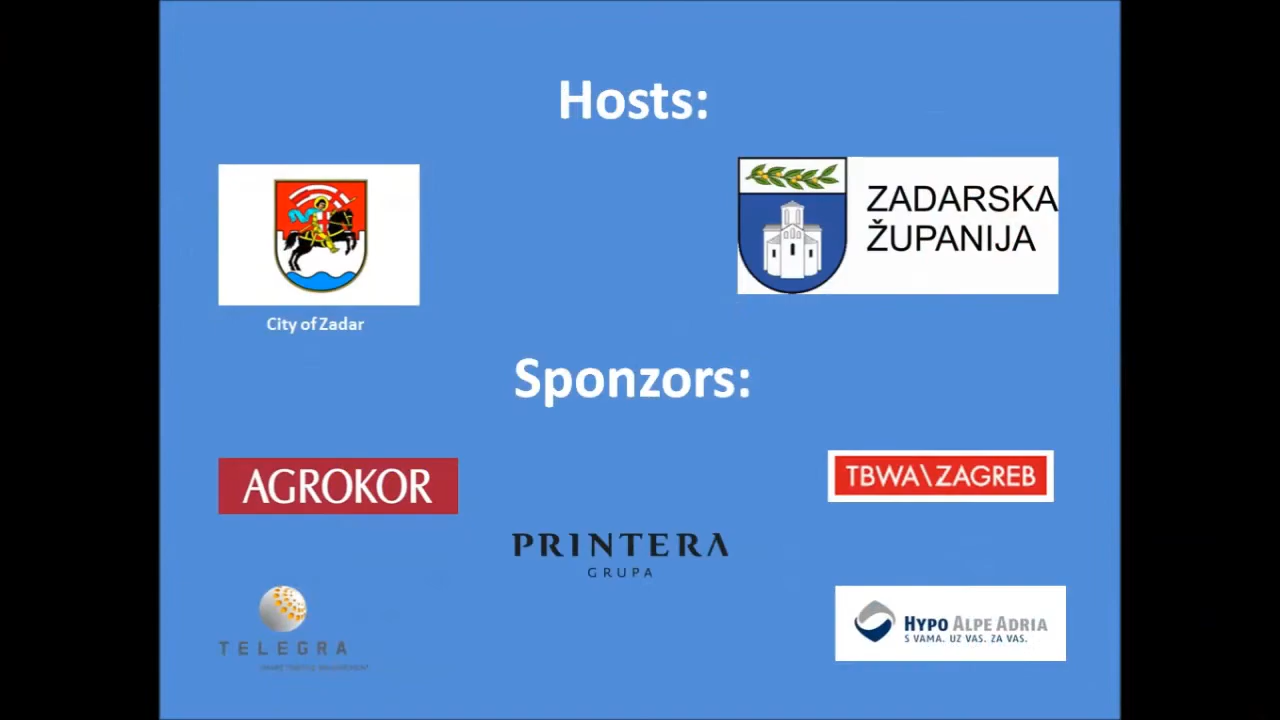 Hosts:
ZADARSKA
ŽUPANIJA
City of Zadar
Sponzors:
AGROKOR
TBWA\ZAGREB
PRINTERA
GRUPA
TELEGRA
HYPO ALPE ADRIA
S VAMA. UZ VAS. ZA VAS.